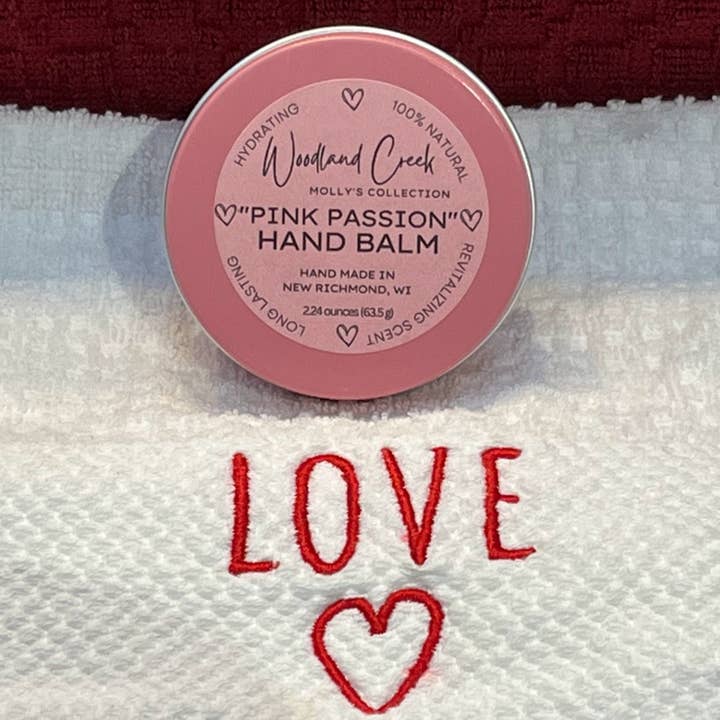 HYDRATING
100% NATURAL
Woodland Creek
MOLLY'S COLLECTION
"PINK PASSION"
HAND BALM
HAND MADE IN
NEW RICHMOND, WI
2.24 ounces (63.5 g)
LONG LASTING
REVITALIZING SCENT
LOVE